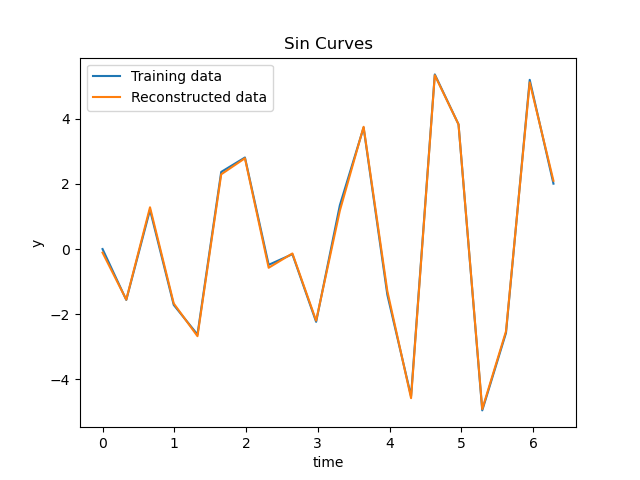 Sin Curves
Training data
Reconstructed data
4
2
0
−2
−4
y
0 1 2 3 4 5 6
time